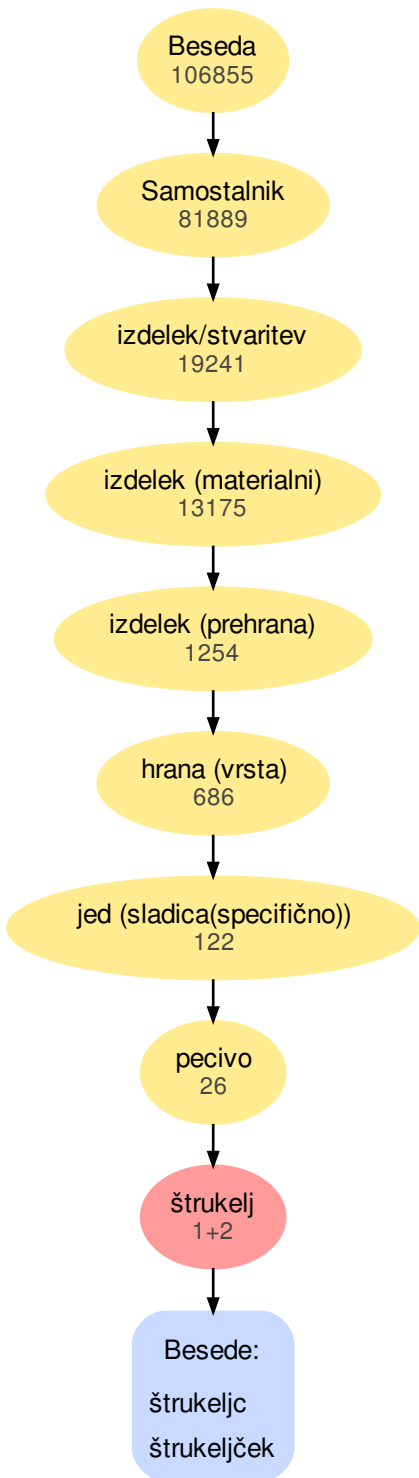 Beseda
106855
Samostalnik
81889
izdelek/stvaritev
19241
izdelek (materialni)
13175
izdelek (prehrana)
1254
hrana (vrsta)
686
jed (sladica(specifično))
122
pecivo
26
štrukelj
1+2
Besede:
štrukeljc
štrukeljček